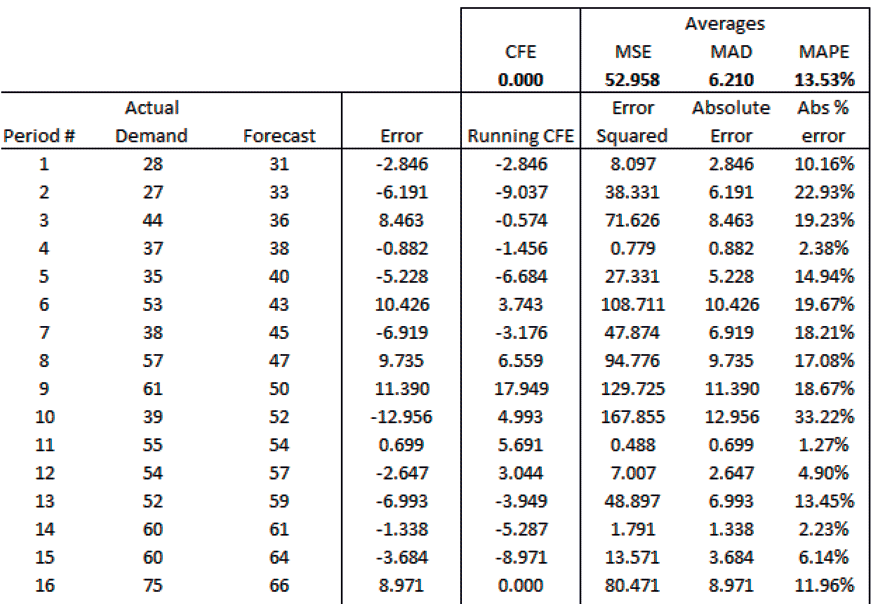 Averages
CFE MSE MAD MAPE
0.000 52.958 6.210 13.53%
Actual Error Absolute Abs %
Period # Demand Forecast Error Running CFE Squared Error error
1 28 31 -2.846 -2.846 8.097 2.846 10.16%
2 27 33 -6.191 -9.037 38.331 6.191 22.93%
3 44 36 8.463 -0.574 71.626 8.463 19.23%
4 37 38 -0.882 -1.456 0.779 0.882 2.38%
5 35 40 -5.228 -6.684 27.331 5.228 14.94%
6 53 43 10.426 3.743 108.711 10.426 19.67%
7 38 45 -6.919 -3.176 47.874 6.919 18.21%
8 57 47 9.735 6.559 94.776 9.735 17.08%
9 61 50 11.390 17.949 129.725 11.390 18.67%
10 39 52 -12.956 4.993 167.855 12.956 33.22%
11 55 54 0.699 5.691 0.488 0.699 1.27%
12 54 57 -2.647 3.044 7.007 2.647 4.90%
13 52 59 -6.993 -3.949 48.897 6.993 13.45%
14 60 61 -1.338 -5.287 1.791 1.338 2.23%
15 60 64 -3.684 -8.971 13.571 3.684 6.14%
16 75 66 8.971 0.000 80.471 8.971 11.96%